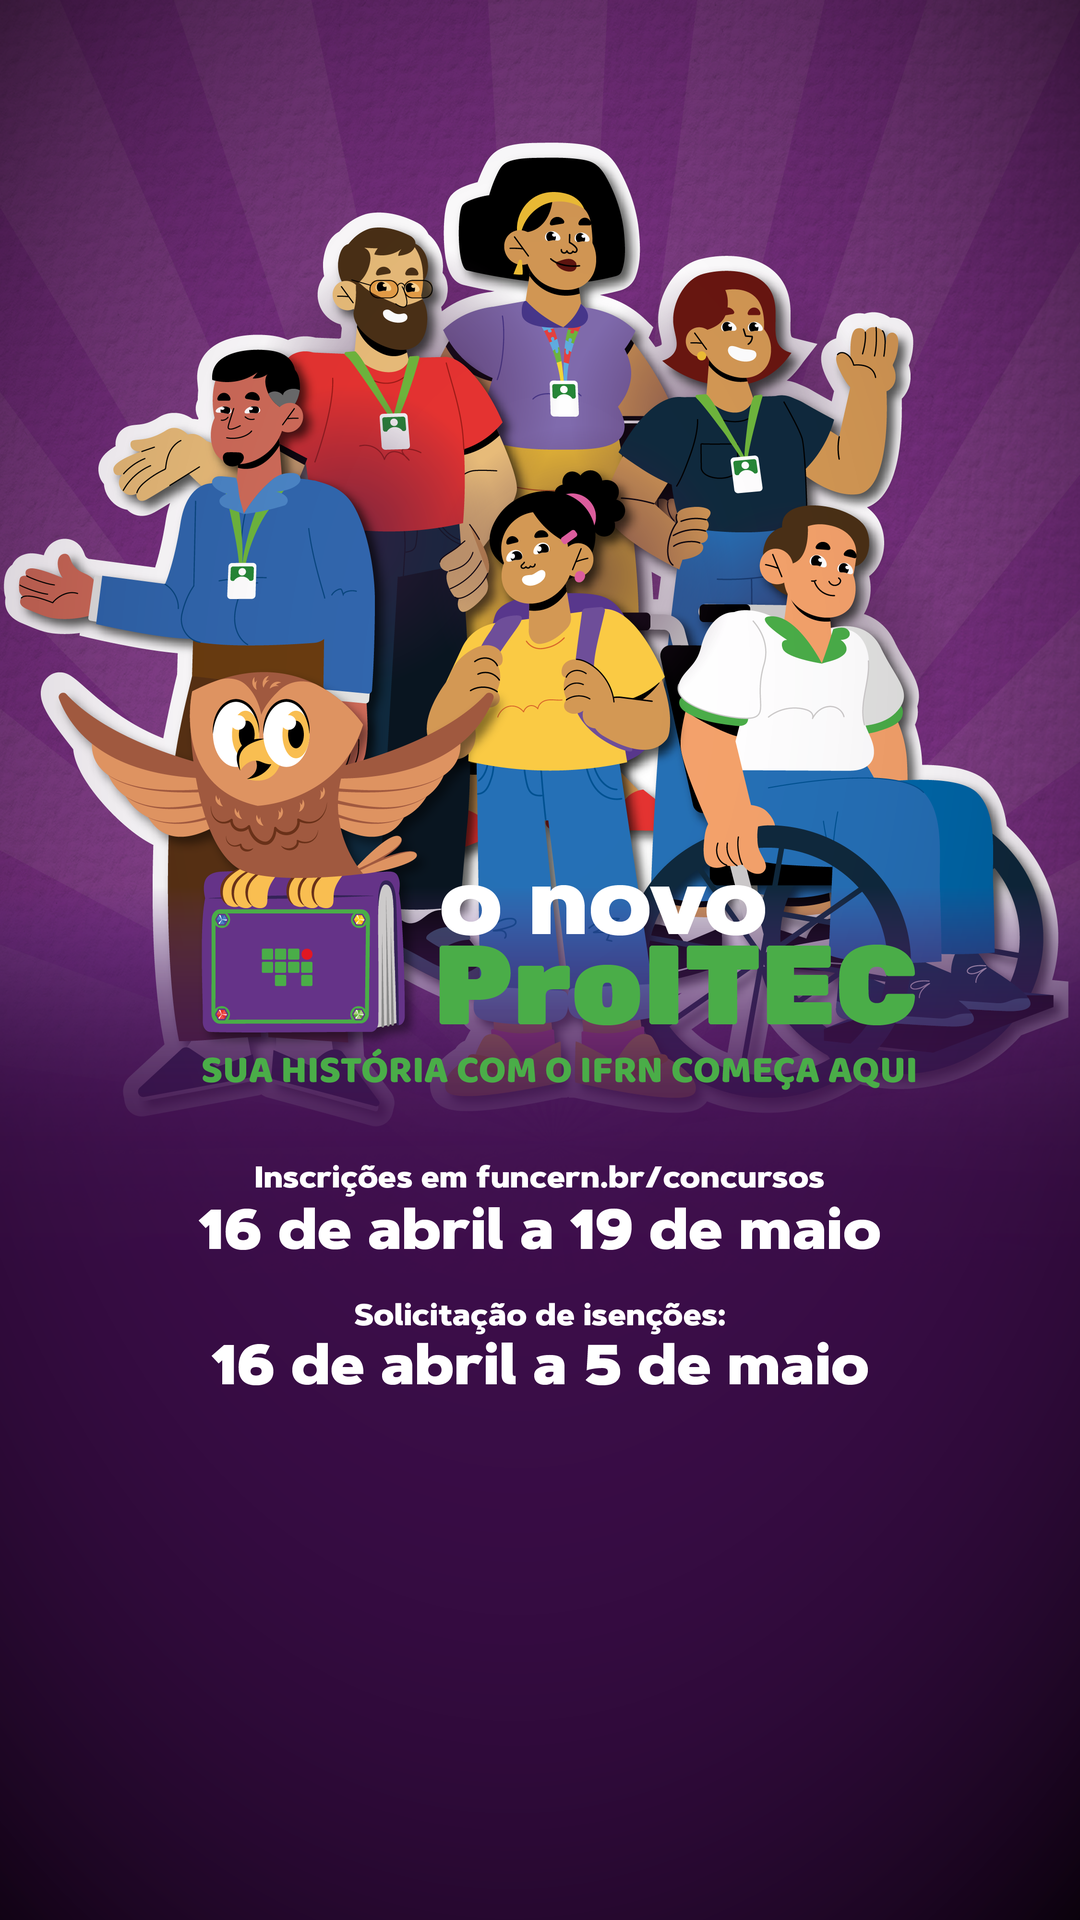 o novo
ProITEC
SUA HISTÓRIA COM O IFRN COMEÇA AQUI
Inscrições em funcern.br/concursos
16 de abril a 19 de maio
Solicitação de isenções:
16 de abril a 5 de maio